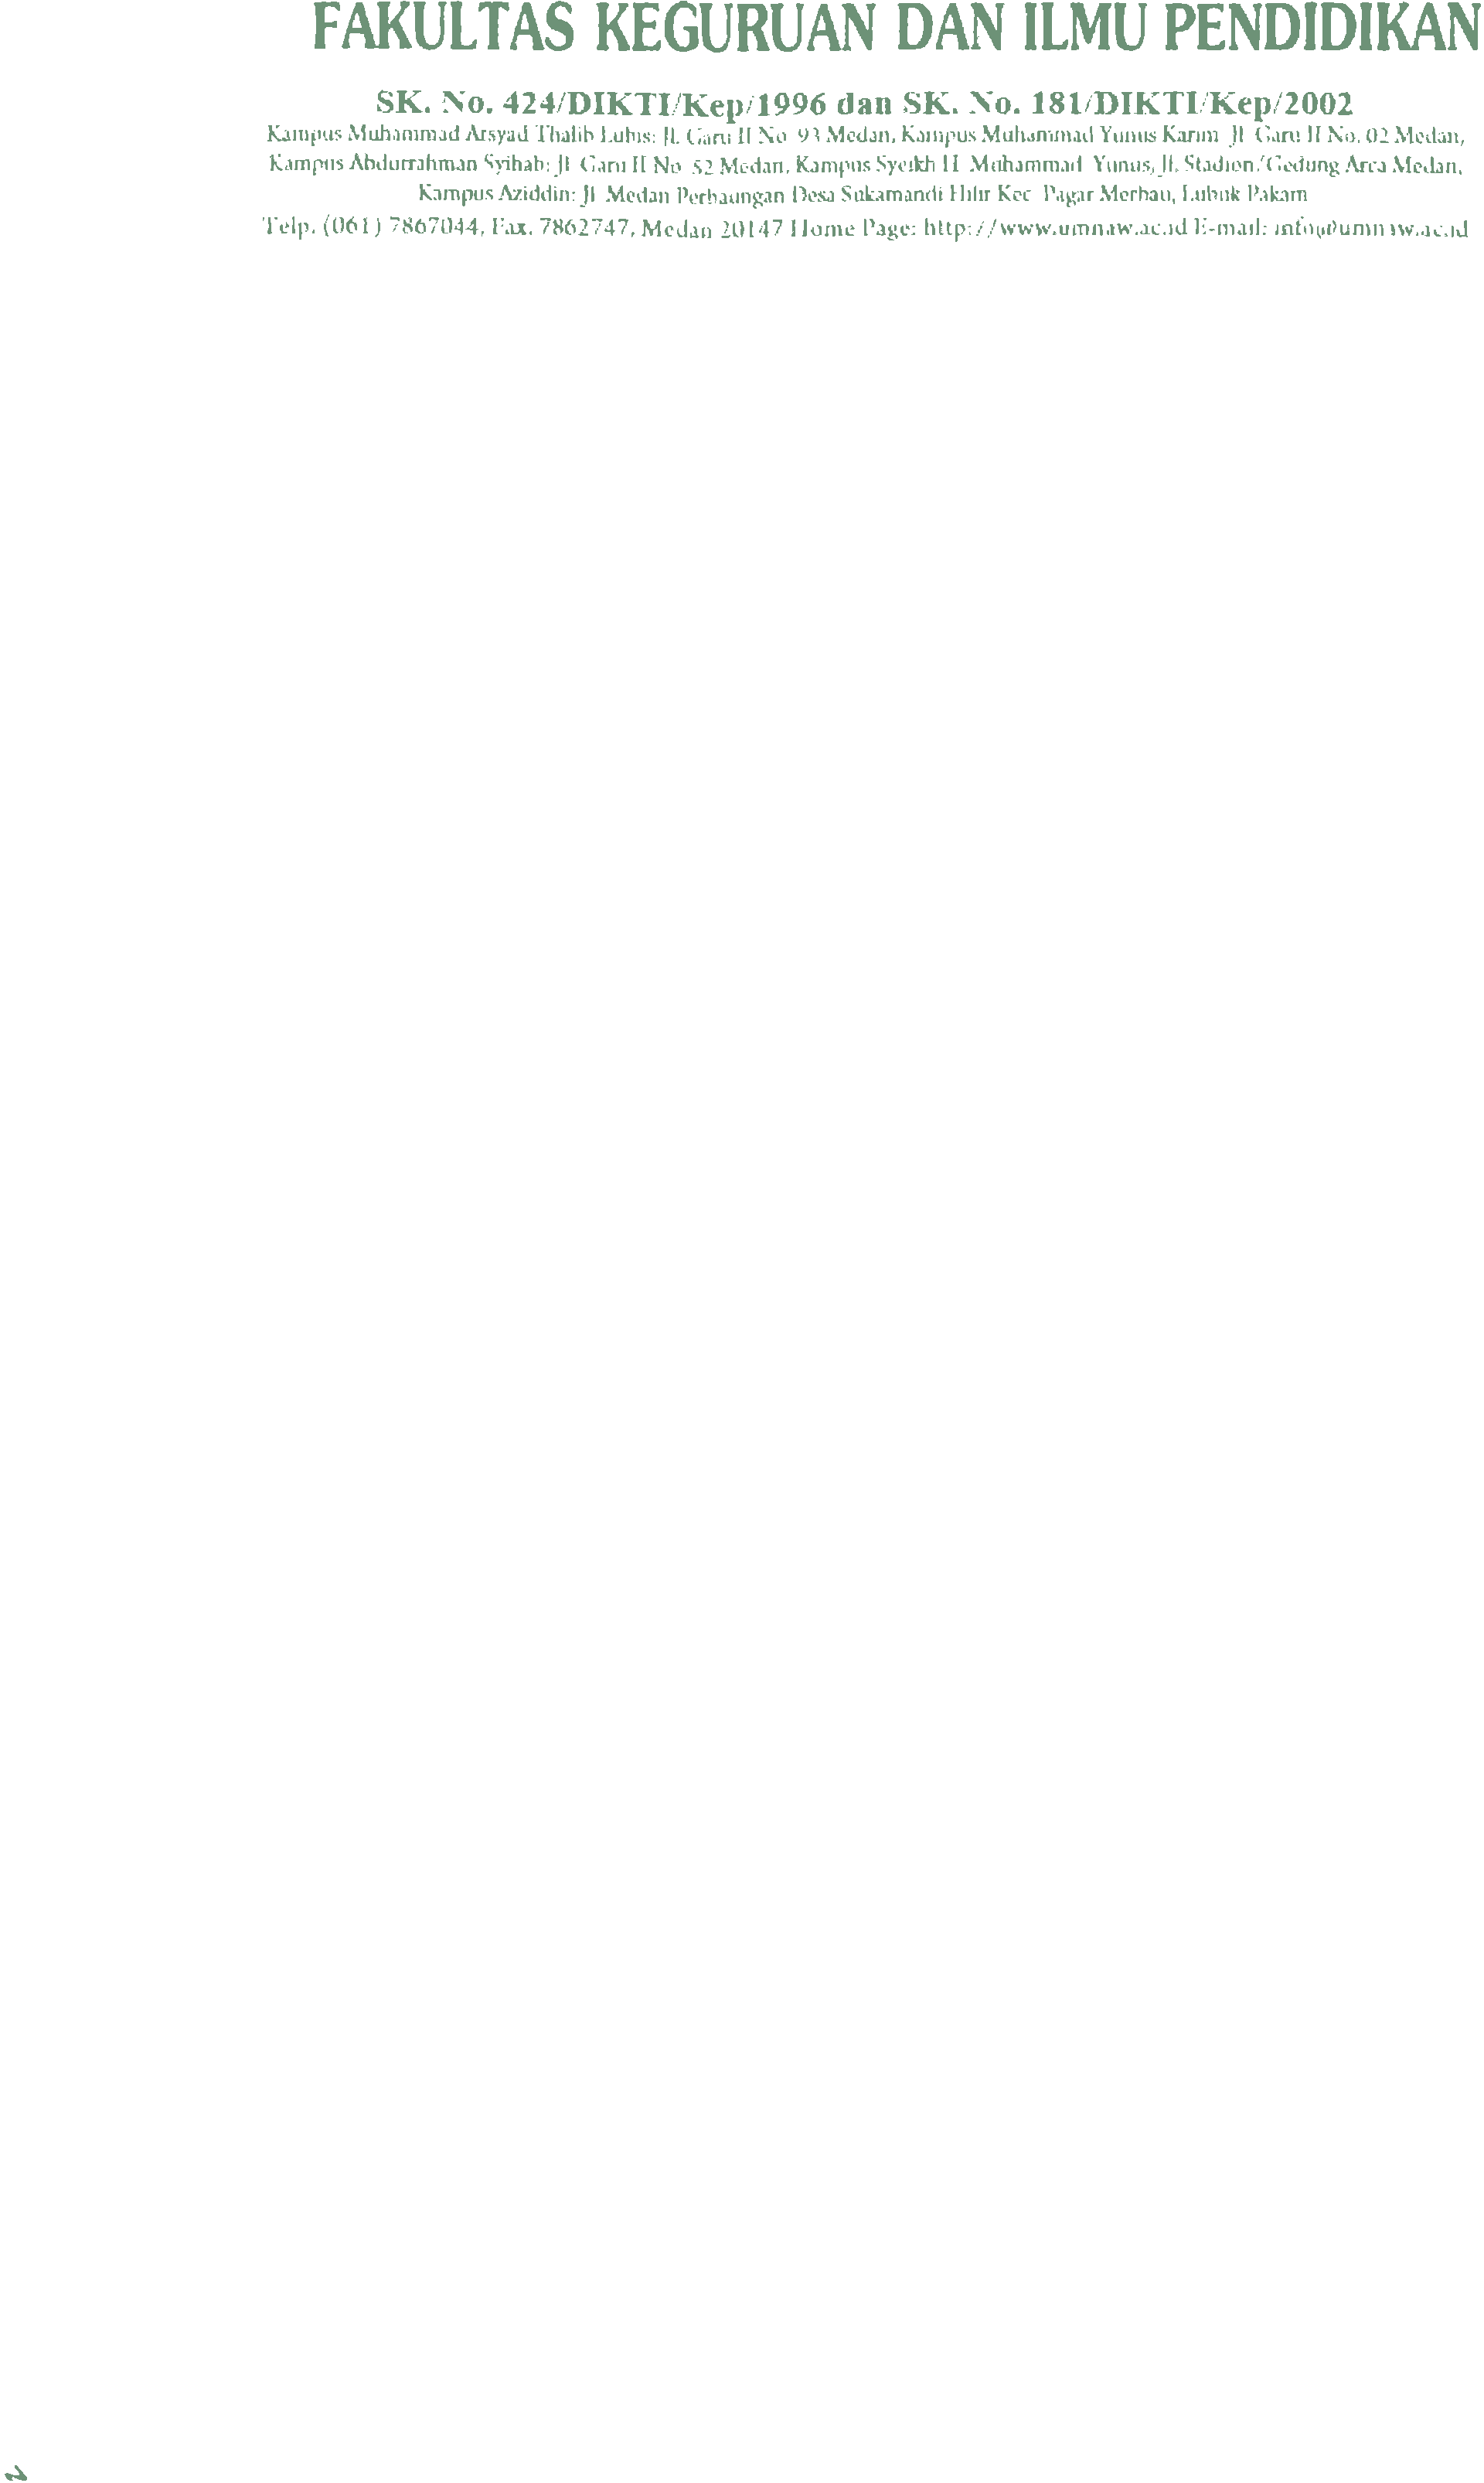 FAKULTAS KEGURUAN DAN ILMU PENDIDIKAN
SK. No. 424/DIKTI/Kep/1996 dan SK. No. 181/DIKTI/Kep/2002
Kampus Muhammad Arsyad Thalib Lubis: Jl. Garu II No 93 Medan, Kampus Muhammad Yunus Karim Jl Garu II No. 02 Medan,
Kampus Abdurrahman Syihab: Jl Garu II No 52 Medan, Kampus Syeikh H Muhammad Yunus, Jl. Stadion/Gedung Arca Medan,
Kampus Aziddin: Jl Medan Perbaungan Desa Sukamandi Hilir Kec Pagar Merbau, Lubuk Pakam
Telp. (061) 7867044, Fax. 7862747, Medan 20147 Home Page: http://www.umnaw.ac.id E-mail: info@umnaw.ac.id